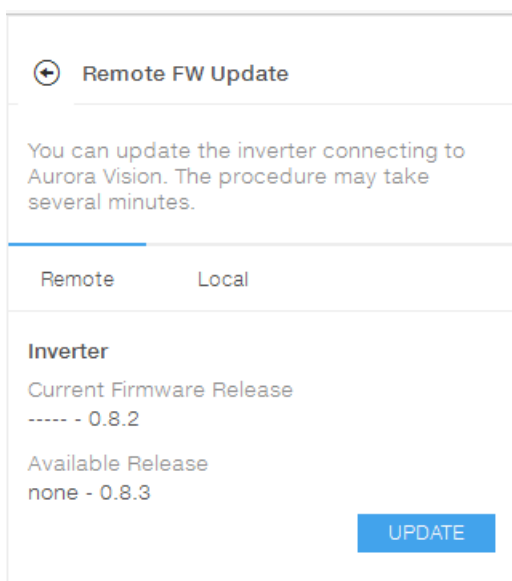 Remote FW Update
You can update the inverter connecting to
Aurora Vision. The procedure may take
several minutes.
Remote Local
Inverter
Current Firmware Release
----- - 0.8.2
Available Release
none - 0.8.3
UPDATE